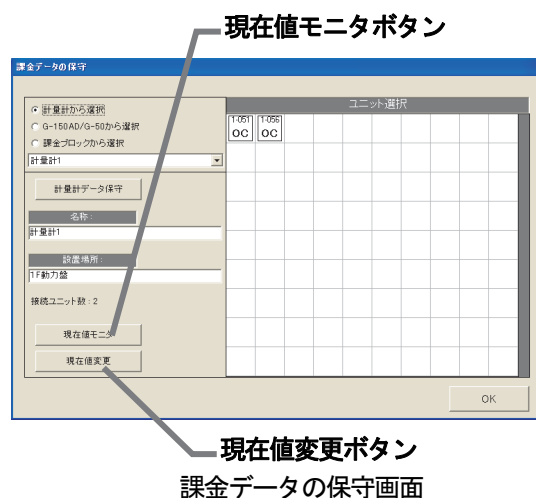 現在値モニタボタン
課金データの保守
計量計から選択
G-150AD/G-50から選択
課金ブロックから選択
計量計1
計量計データ保守
名称:
計量計1
設置場所:
1F動力盤
接続ユニット数:2
現在値モニタ
現在値変更
ユニット選択
1-051 1-056
OC OC
OK
現在値変更ボタン
課金データの保守画面